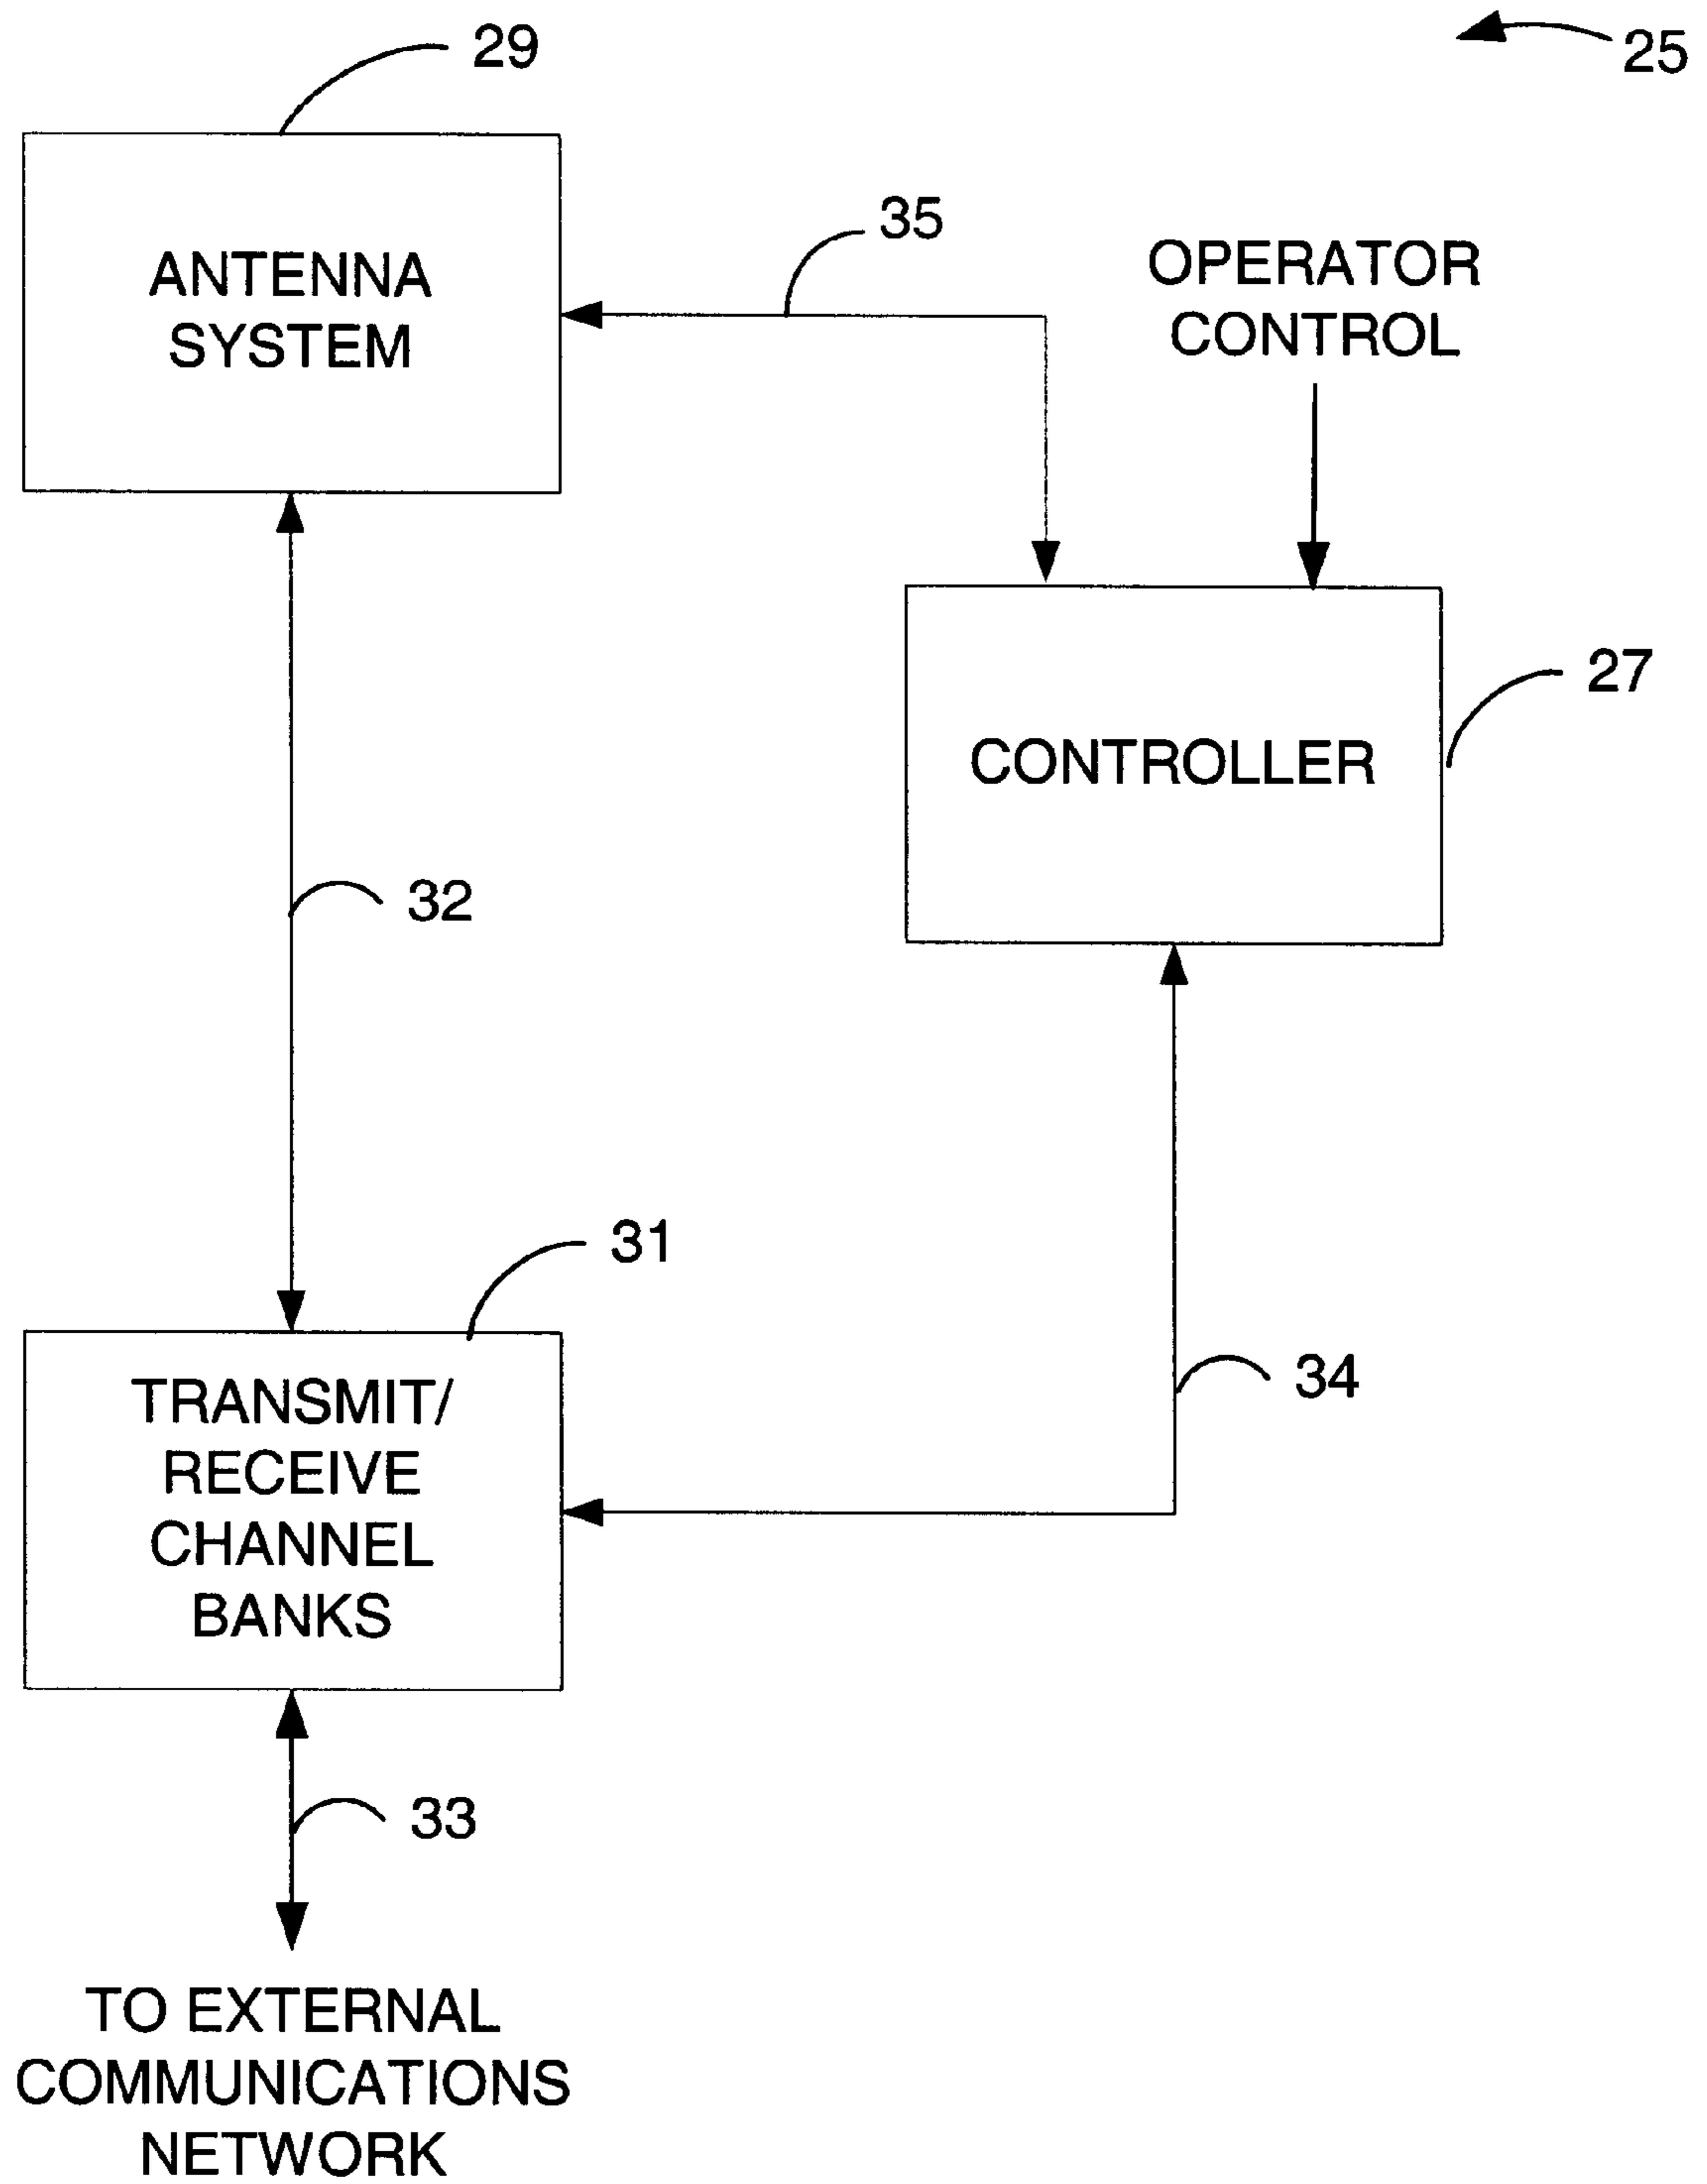 29
25
ANTENNA
SYSTEM
35
OPERATOR
CONTROL
27
CONTROLLER
32
31
TRANSMIT/
RECEIVE
CHANNEL
BANKS
34
33
TO EXTERNAL
COMMUNICATIONS
NETWORK